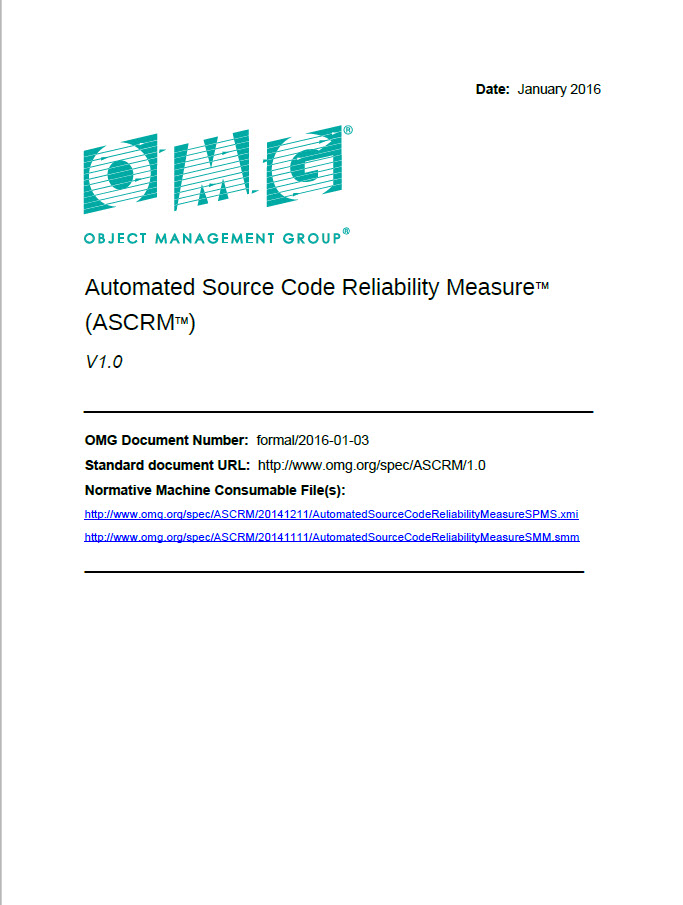 Date: January 2016
OMG®
OBJECT MANAGEMENT GROUP®
Automated Source Code Reliability Measure™
(ASCRM™)
V1.0
OMG Document Number: formal/2016-01-03
Standard document URL: http://www.omg.org/spec/ASCRM/1.0
Normative Machine Consumable File(s):
http://www.omg.org/spec/ASCRM/20141211/AutomatedSourceCodeReliabilityMeasureSPMS.xmi
http://www.omg.org/spec/ASCRM/20141111/AutomatedSourceCodeReliabilityMeasureSMM.smm